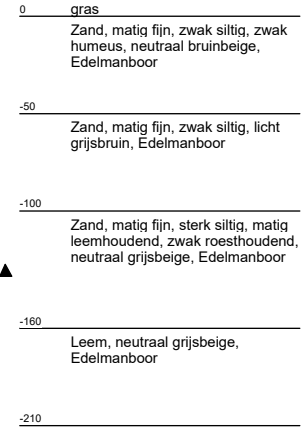 0 gras
Zand, matig fijn, zwak siltig, zwak
humeus, neutraal bruinbeige,
Edelmanboor
-50
Zand, matig fijn, zwak siltig, licht
grijsbruin, Edelmanboor
-100
Zand, matig fijn, sterk siltig, matig
leemhoudend, zwak roesthoudend,
neutraal grijsbeige, Edelmanboor
-160
Leem, neutraal grijsbeige,
Edelmanboor
-210